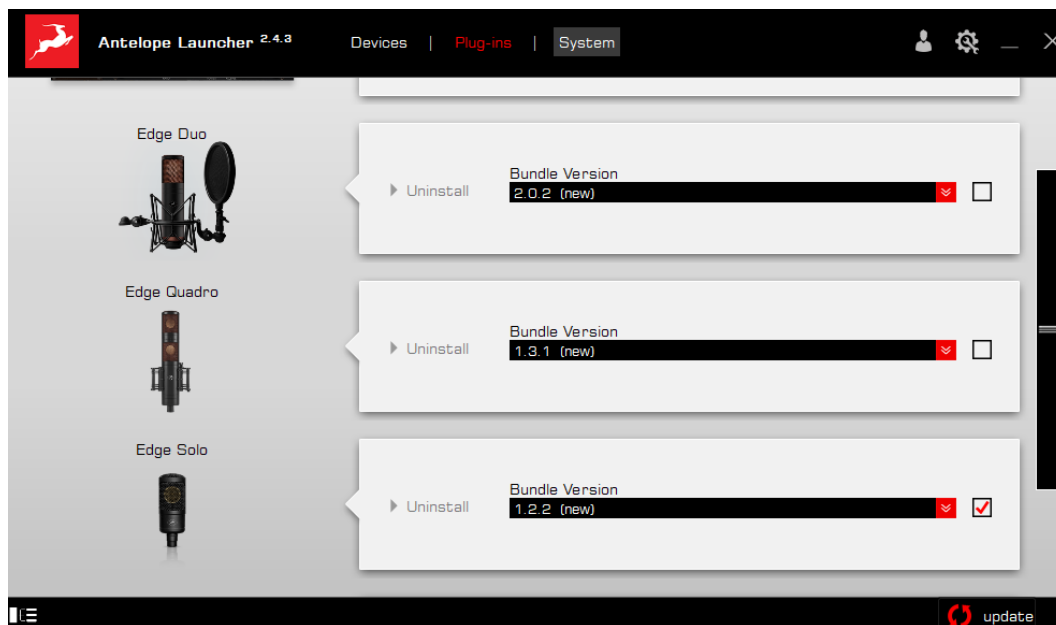 Antelope Launcher 2.4.3
Devices | Plug-ins | System
Edge Duo
Uninstall
Bundle Version
2.0.2 (new)
Edge Quadro
Uninstall
Bundle Version
1.3.1 (new)
Edge Solo
Uninstall
Bundle Version
1.2.2 (new)
update